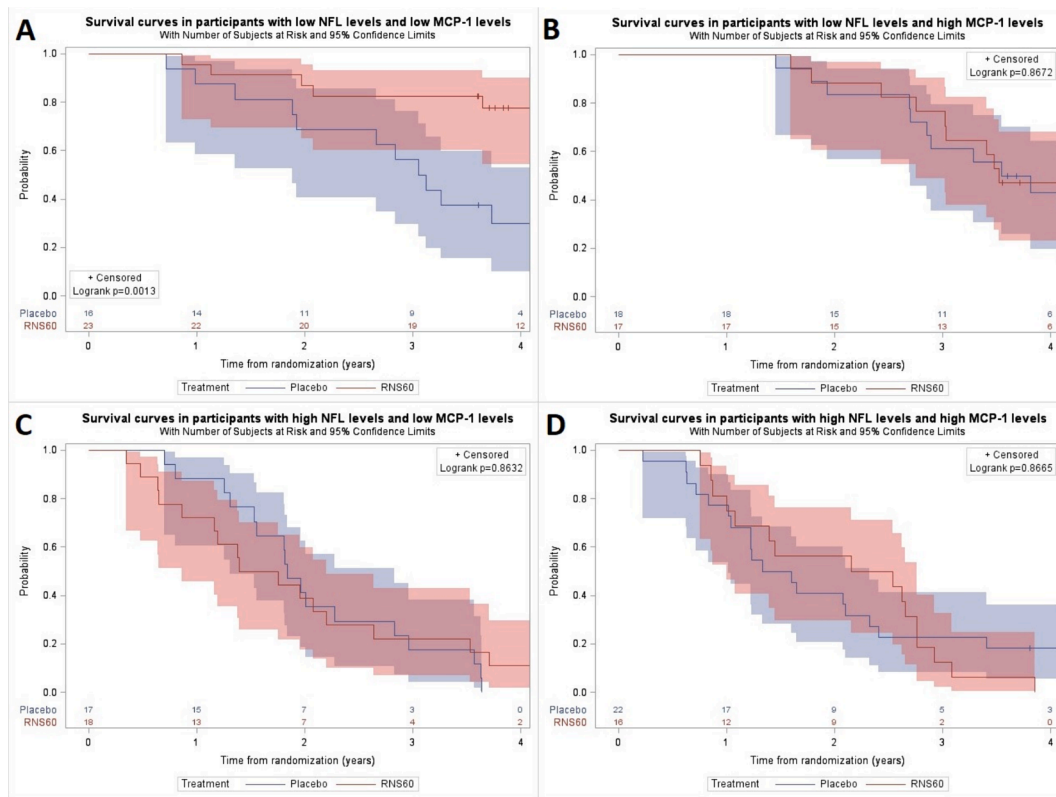 A
Survival curves in participants with low NFL levels and low MCP-1 levels
With Number of Subjects at Risk and 95% Confidence Limits
1.0
0.8
0.6
0.4
0.2
0.0
Probability
+ Censored
Logrank p=0.0013
Placebo 16 14 11 9 4
RNS60 23 22 20 19 12
0 1 2 3 4
Time from randomization (years)
Treatment Placebo RNS60
B
Survival curves in participants with low NFL levels and high MCP-1 levels
With Number of Subjects at Risk and 95% Confidence Limits
+ Censored
Logrank p=0.8672
1.0
0.8
0.6
0.4
0.2
0.0
Probability
Placebo 18 18 15 11 6
RNS60 17 17 15 13 6
0 1 2 3 4
Time from randomization (years)
Treatment Placebo RNS60
C
Survival curves in participants with high NFL levels and low MCP-1 levels
With Number of Subjects at Risk and 95% Confidence Limits
+ Censored
Logrank p=0.8632
1.0
0.8
0.6
0.4
0.2
0.0
Probability
Placebo 17 15 7 3 0
RNS60 18 13 7 4 2
0 1 2 3 4
Time from randomization (years)
Treatment Placebo RNS60
D
Survival curves in participants with high NFL levels and high MCP-1 levels
With Number of Subjects at Risk and 95% Confidence Limits
+ Censored
Logrank p=0.8665
1.0
0.8
0.6
0.4
0.2
0.0
Probability
Placebo 22 17 9 5 3
RNS60 16 12 9 2 0
0 1 2 3 4
Time from randomization (years)
Treatment Placebo RNS60